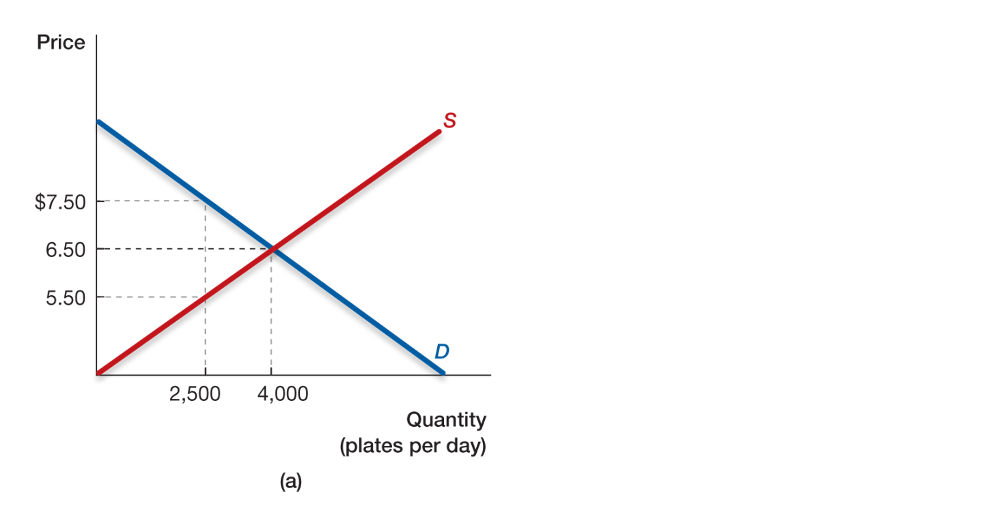 Price
S
$7.50
6.50
5.50
D
2,500 4,000
Quantity
(plates per day)
(a)